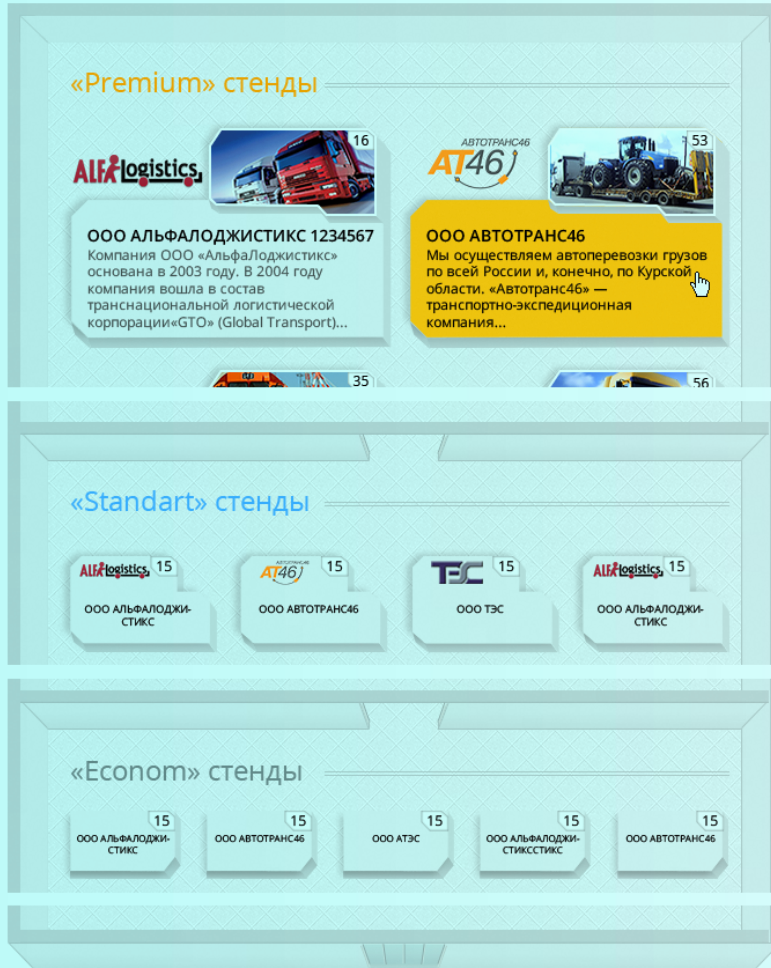 «Premium» стенды
ALFA Logistics
16
АВТОТРАНС46
АТ46
53
ООО АЛЬФАЛОДЖИСТИКС 1234567
Компания ООО «АльфаЛоджистикс»
основана в 2003 году. В 2004 году
компания вошла в состав
транснациональной логистической
корпорации«GTO» (Global Transport)...
ООО АВТОТРАНС46
Мы осуществляем автоперевозки грузов
по всей России и, конечно, по Курской
области. «Автотранс46» —
транспортно-экспедиционная
компания...
35
56
«Standart» стенды
ALFA Logistics
15
АВТОТРАНС46
АТ46
15
ТЭС
15
ALFA Logistics
15
ООО АЛЬФАЛОДЖИ-
СТИКС
ООО АВТОТРАНС46
ООО ТЭС
ООО АЛЬФАЛОДЖИ-
СТИКС
«Econom» стенды
15
15
15
15
15
ООО АЛЬФАЛОДЖИ-
СТИКС
ООО АВТОТРАНС46
ООО АТЭС
ООО АЛЬФАЛОДЖИ-
СТИКССТИКС
ООО АВТОТРАНС46